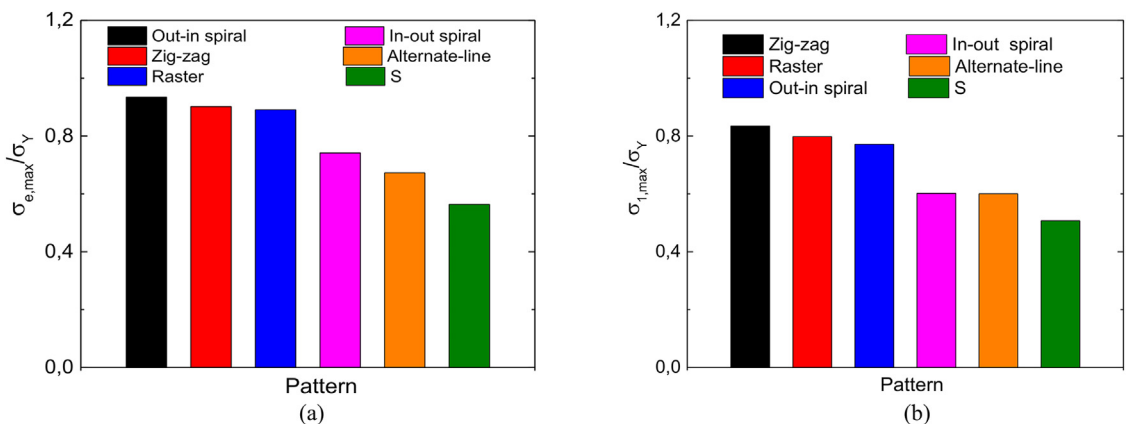 1,2
Out-in spiral In-out spiral
Zig-zag Alternate-line
Raster S
0,8
0,4
0,0
σe,max/σY
Pattern
(a)
1,2
Zig-zag In-out spiral
Raster Alternate-line
Out-in spiral S
0,8
0,4
0,0
σ1,max/σY
Pattern
(b)